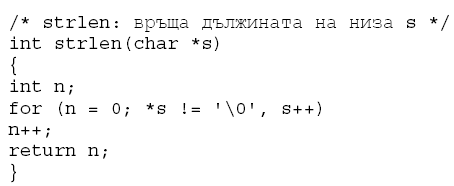 /* strlen: връща дължината на низа s */
int strlen(char *s)
{
int n;
for (n = 0; *s != '\0', s++)
n++;
return n;
}